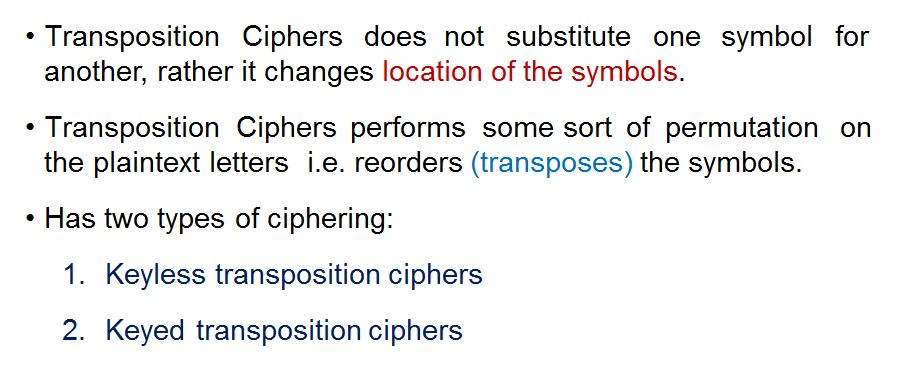 • Transposition Ciphers does not substitute one symbol for
another, rather it changes location of the symbols.
• Transposition Ciphers performs some sort of permutation on
the plaintext letters i.e. reorders (transposes) the symbols.
• Has two types of ciphering:
1. Keyless transposition ciphers
2. Keyed transposition ciphers